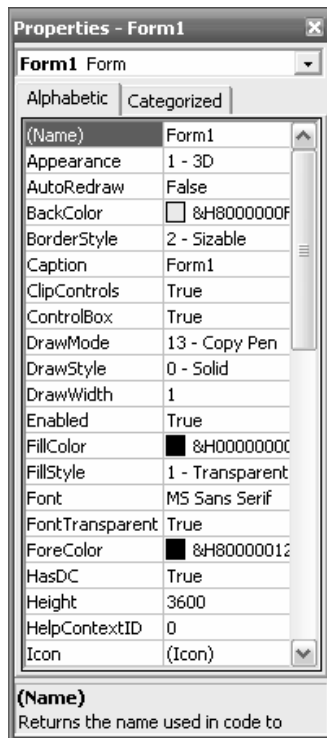 Properties - Form1
Form1 Form
Alphabetic Categorized
(Name) Form1
Appearance 1 - 3D
AutoRedraw False
BackColor &H8000000F
BorderStyle 2 - Sizable
Caption Form1
ClipControls True
ControlBox True
DrawMode 13 - Copy Pen
DrawStyle 0 - Solid
DrawWidth 1
Enabled True
FillColor &H00000000
FillStyle 1 - Transparent
Font MS Sans Serif
FontTransparent True
ForeColor &H80000012
HasDC True
Height 3600
HelpContextID 0
Icon (Icon)
(Name)
Returns the name used in code to